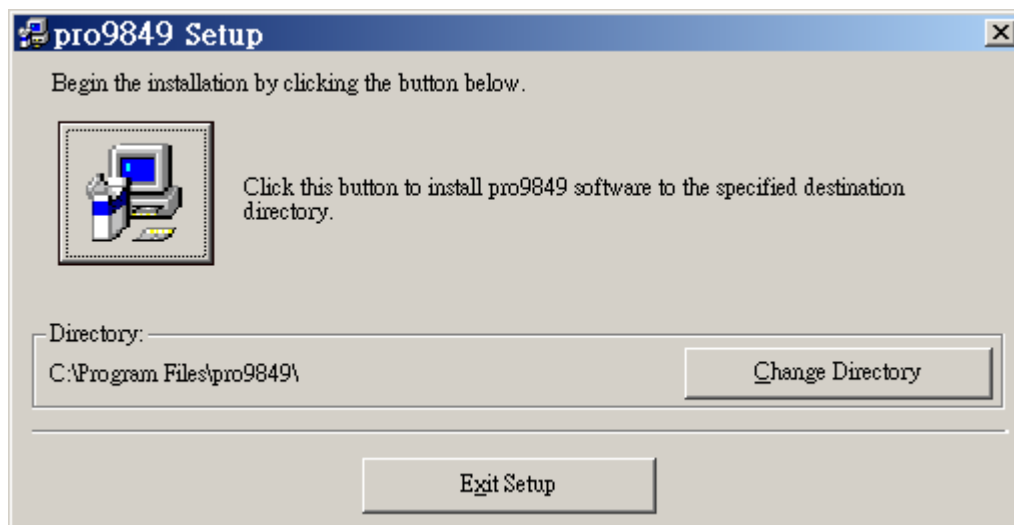 pro9849 Setup
Begin the installation by clicking the button below.
Click this button to install pro9849 software to the specified destination
directory.
Directory:
C:\Program Files\pro9849\
Change Directory
Exit Setup